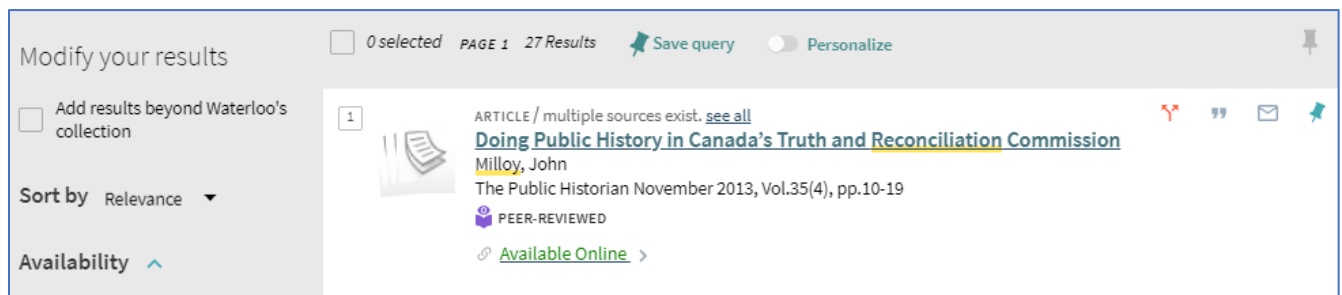 Modify your results
Add results beyond Waterloo's
collection
Sort by Relevance
Availability
0 selected PAGE 1 27 Results Save query Personalize
1
ARTICLE / multiple sources exist. see all
Doing Public History in Canada’s Truth and Reconciliation Commission
Milloy, John
The Public Historian November 2013, Vol.35(4), pp.10-19
PEER-REVIEWED
Available Online